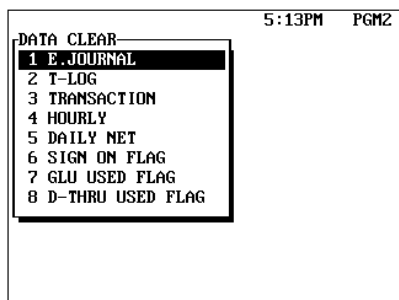 5:13PM PGM2
DATA CLEAR
1 E.JOURNAL
2 T-LOG
3 TRANSACTION
4 HOURLY
5 DAILY NET
6 SIGN ON FLAG
7 GLU USED FLAG
8 D-THRU USED FLAG